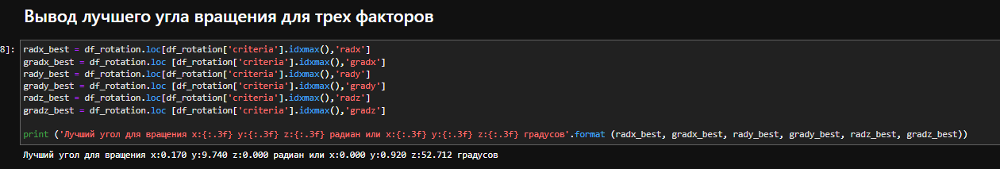 Вывод лучшего угла вращения для трех факторов
8]: radx_best = df_rotation.loc[df_rotation['criteria'].idxmax(),'radx']
gradx_best = df_rotation.loc [df_rotation['criteria'].idxmax(),'gradx']
rady_best = df_rotation.loc[df_rotation['criteria'].idxmax(),'rady']
grady_best = df_rotation.loc [df_rotation['criteria'].idxmax(),'grady']
radz_best = df_rotation.loc[df_rotation['criteria'].idxmax(),'radz']
gradz_best = df_rotation.loc [df_rotation['criteria'].idxmax(),'gradz']
print ('Лучший угол для вращения x:{:.3f} y:{:.3f} z:{:.3f} радиан или x:{:.3f} y:{:.3f} z:{:.3f} градусов'.format (radx_best, gradx_best, rady_best, grady_best, radz_best, gradz_best))
Лучший угол для вращения x:0.170 y:9.740 z:0.000 радиан или x:0.000 y:0.920 z:52.712 градусов